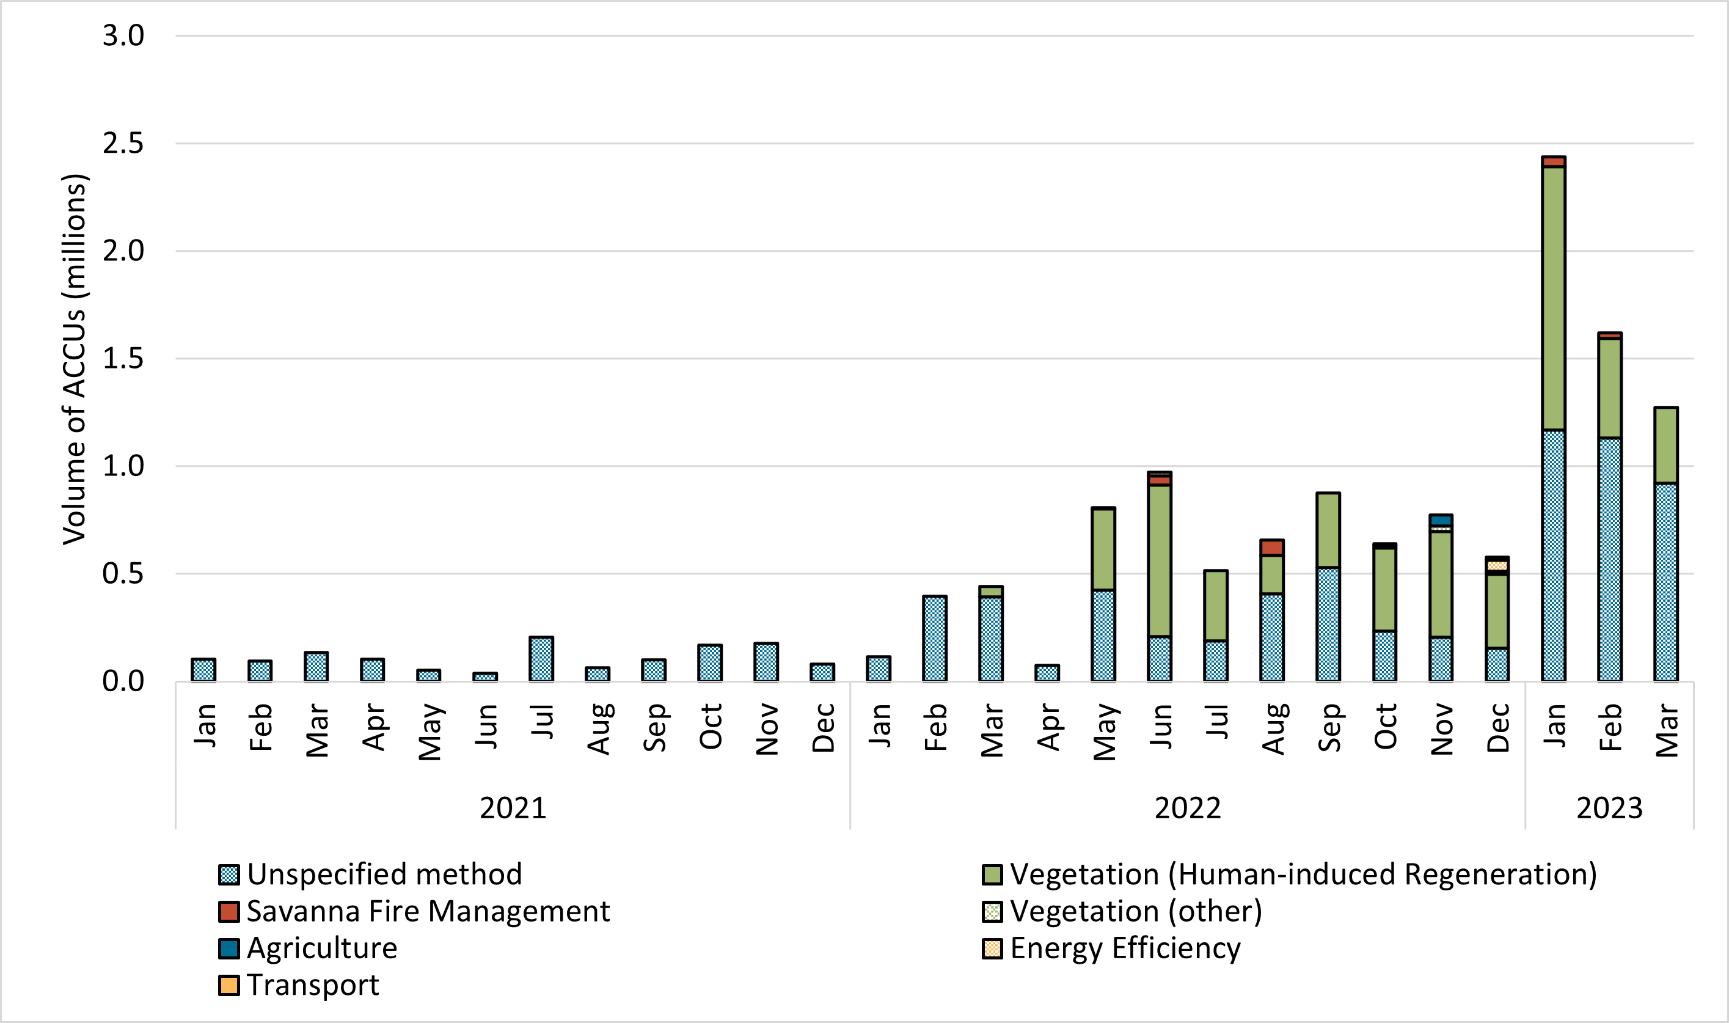 3.0
2.5
2.0
1.5
1.0
0.5
0.0
Volume of ACCUs (millions)
Jan Feb Mar Apr May Jun Jul Aug Sep Oct Nov Dec Jan Feb Mar Apr May Jun Jul Aug Sep Oct Nov Dec Jan Feb Mar
2021 2022 2023
Unspecified method Vegetation (Human-induced Regeneration)
Savanna Fire Management Vegetation (other)
Agriculture Energy Efficiency
Transport